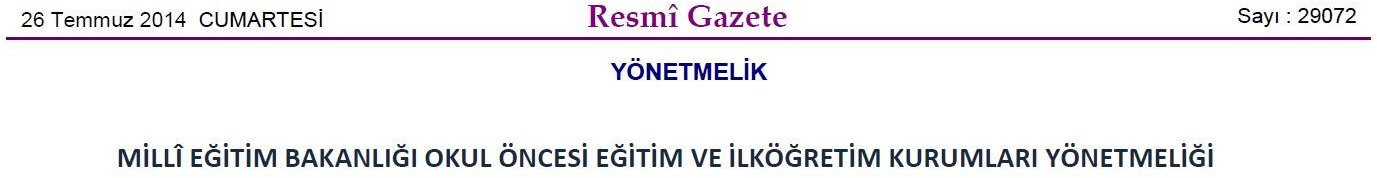 26 Temmuz 2014 CUMARTESİ Resmî Gazete Sayı : 29072
YÖNETMELİK
MİLLÎ EĞİTİM BAKANLIĞI OKUL ÖNCESİ EĞİTİM VE İLKÖĞRETİM KURUMLARI YÖNETMELİĞİ